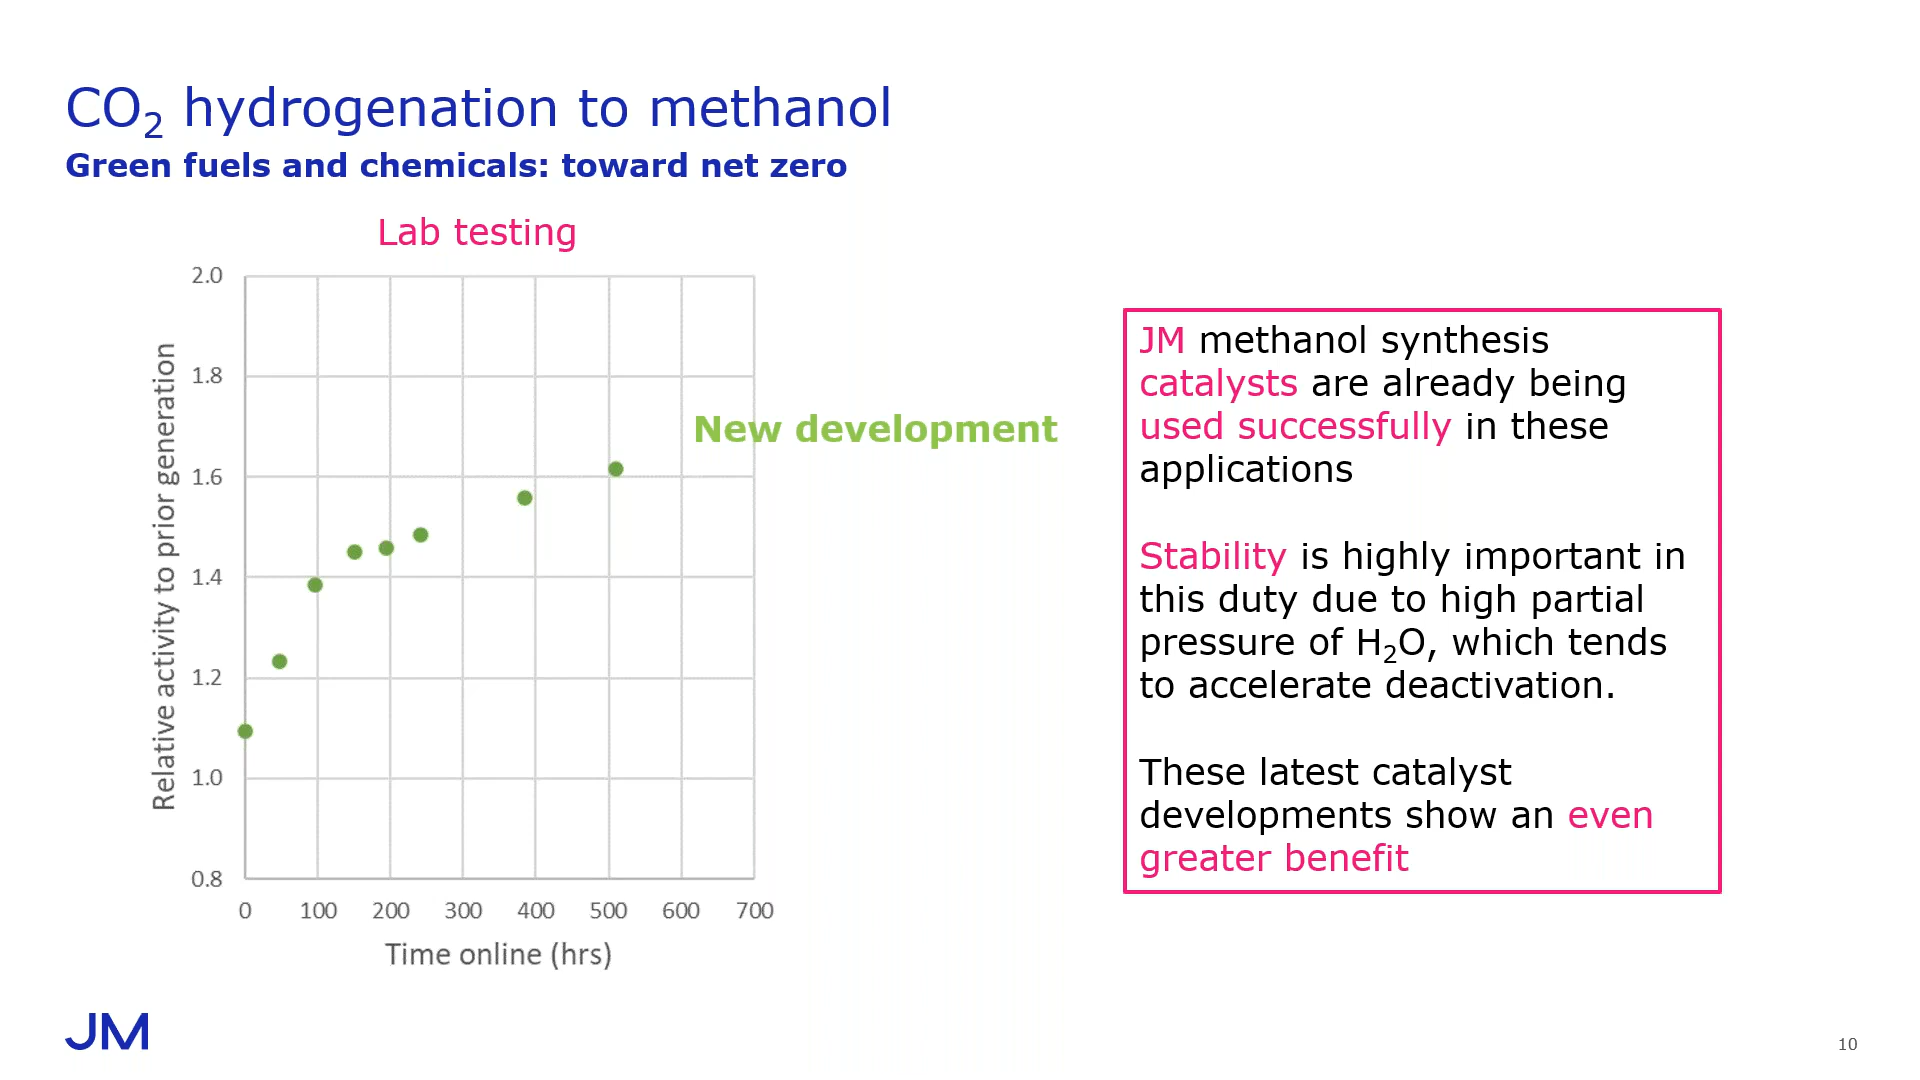 CO₂ hydrogenation to methanol
Green fuels and chemicals: toward net zero
Lab testing
Relative activity to prior generation
2.0
1.8
1.6
1.4
1.2
1.0
0.8
0 100 200 300 400 500 600 700
Time online (hrs)
New development
JM methanol synthesis
catalysts are already being
used successfully in these
applications
Stability is highly important in
this duty due to high partial
pressure of H₂O, which tends
to accelerate deactivation.
These latest catalyst
developments show an even
greater benefit
JM
10